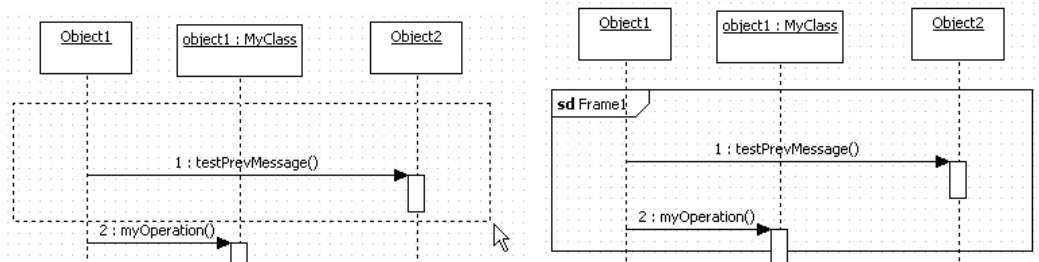 Object1
object1 : MyClass
Object2
1 : testPrevMessage()
2 : myOperation()
Object1
object1 : MyClass
Object2
sd Frame1
1 : testPrevMessage()
2 : myOperation()